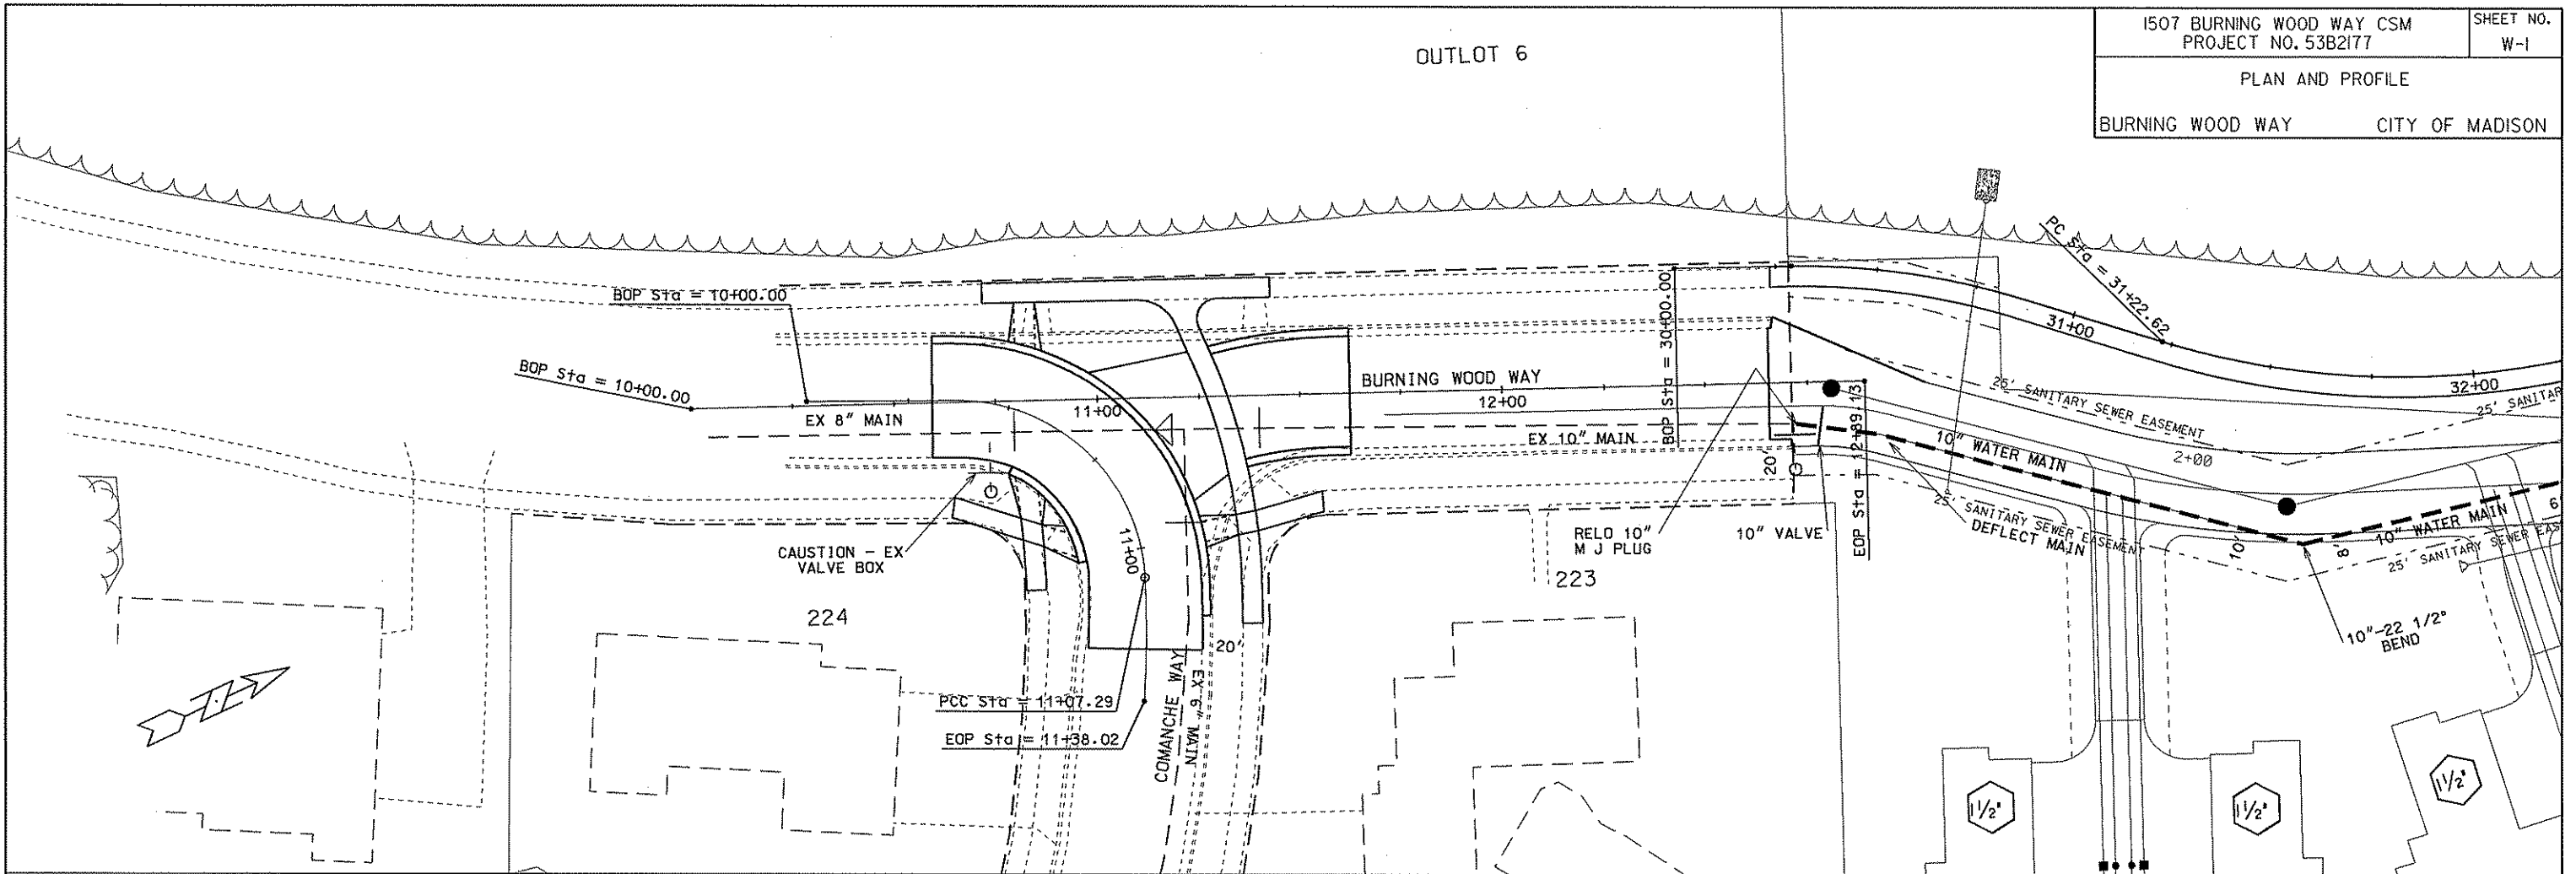 1507 BURNING WOOD WAY CSM
PROJECT NO. 53B2177
SHEET NO.
W-1
PLAN AND PROFILE
BURNING WOOD WAY
CITY OF MADISON
OUTLOT 6
BOP Sta = 10+00.00
BOP Sta = 10+00.00
EX 8" MAIN
11+00
BURNING WOOD WAY
12+00
EX 10" MAIN
BOP Sta = 30+00.00
PC Sta = 31+22.62
31+00
32+00
25' SANITARY SEWER EASEMENT
25' SANITAR
10" WATER MAIN
2+00
20'
EOP Sta = 12+89.13
25' SANITARY SEWER EASEMENT
DEFLECT MAIN
10'
8'
10" WATER MAIN
6
25' SANITARY SEWER EAS
10"-22 1/2°
BEND
CAUSTION - EX
VALVE BOX
11+00
RELO 10"
M J PLUG
10" VALVE
223
224
20'
PCC Sta = 11+07.29
EOP Sta = 11+38.02
COMANCHE WAY
EX 6" MAIN
N
1 1/2"
1 1/2"
1 1/2"